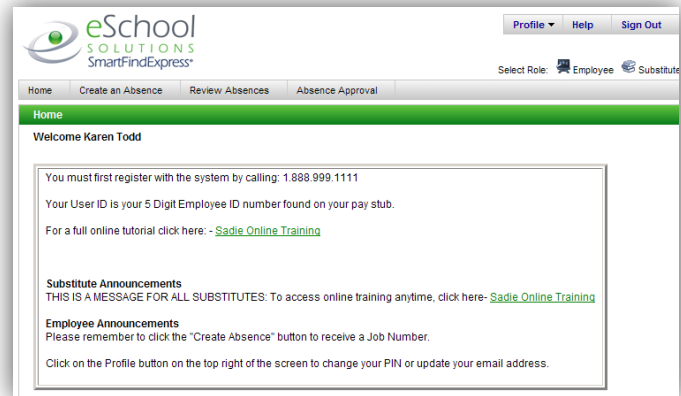 eSchool
SOLUTIONS
SmartFindExpress
Profile Help Sign Out
Select Role: Employee Substitute
Home Create an Absence Review Absences Absence Approval
Home
Welcome Karen Todd
You must first register with the system by calling: 1.888.999.1111
Your User ID is your 5 Digit Employee ID number found on your pay stub.
For a full online tutorial click here: - Sadie Online Training
Substitute Announcements
THIS IS A MESSAGE FOR ALL SUBSTITUTES: To access online training anytime, click here- Sadie Online Training
Employee Announcements
Please remember to click the "Create Absence" button to receive a Job Number.
Click on the Profile button on the top right of the screen to change your PIN or update your email address.